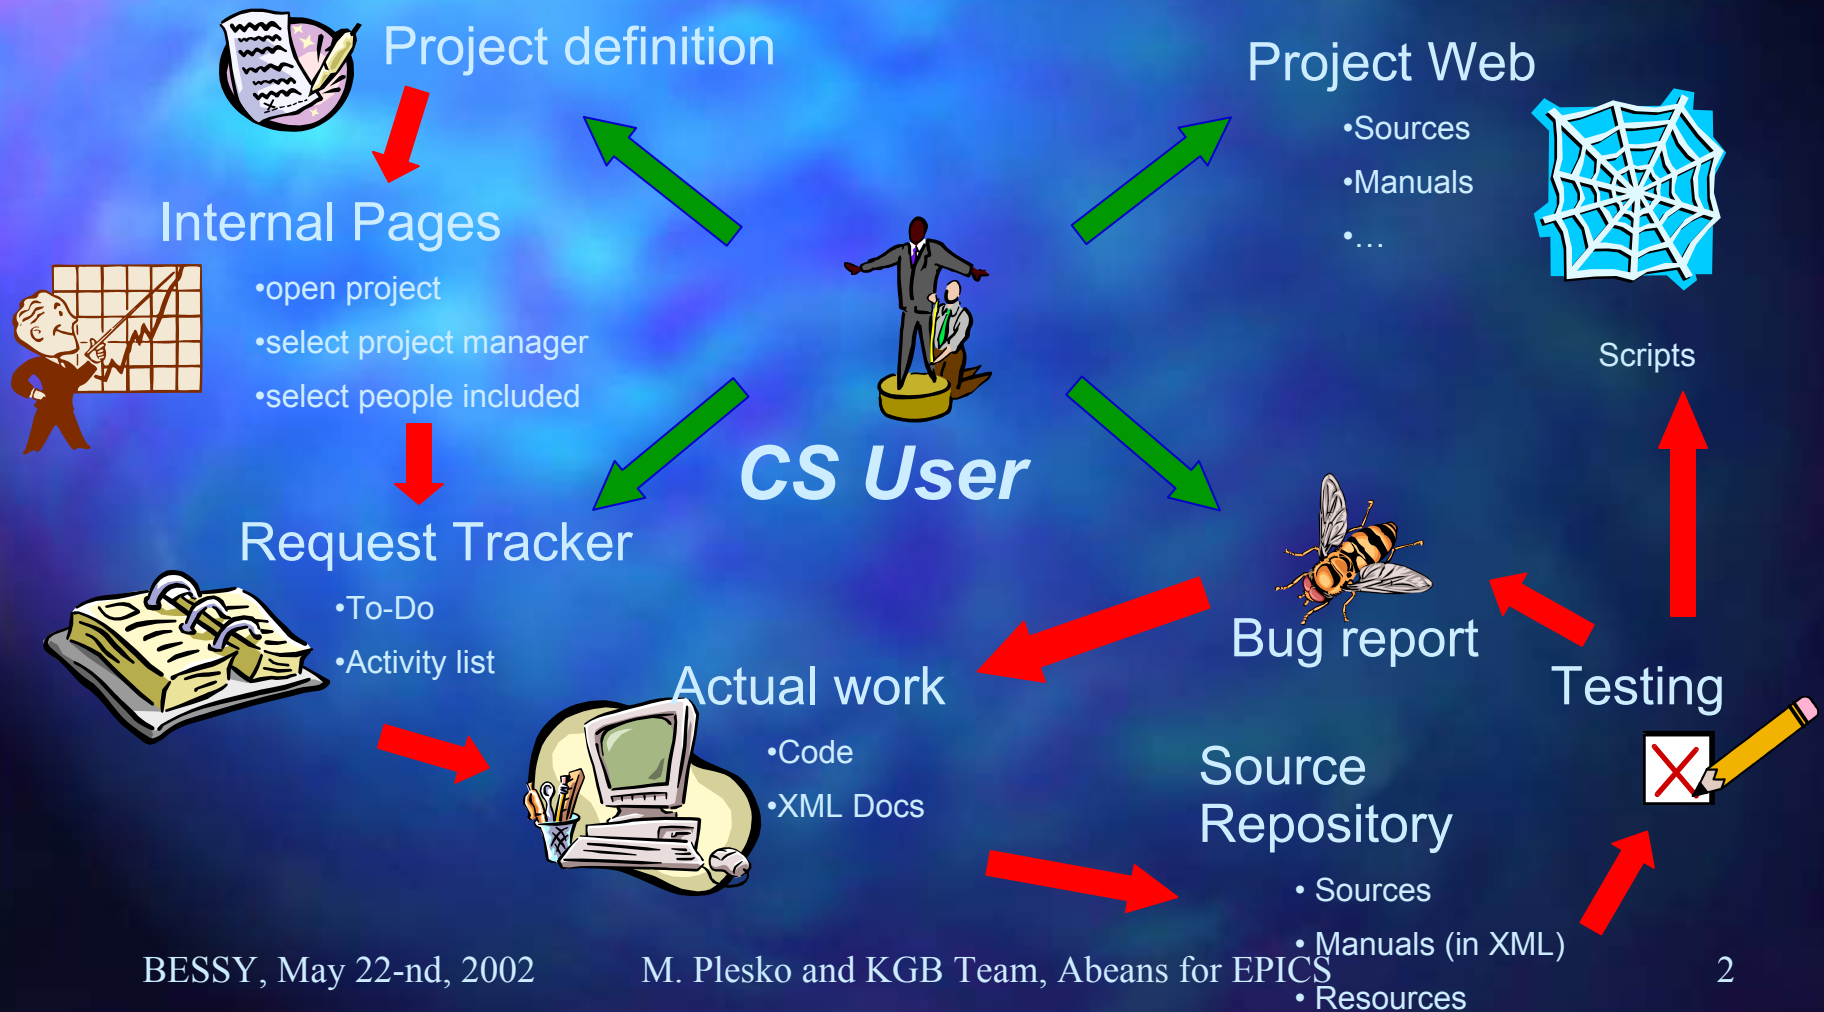 Project definition
Internal Pages
•open project
•select project manager
•select people included
Request Tracker
•To-Do
•Activity list
CS User
Actual work
•Code
•XML Docs
Project Web
•Sources
•Manuals
•…
Scripts
Bug report
Testing
Source
Repository
• Sources
• Manuals (in XML)
• Resources
BESSY, May 22-nd, 2002
M. Plesko and KGB Team, Abeans for EPICS
2